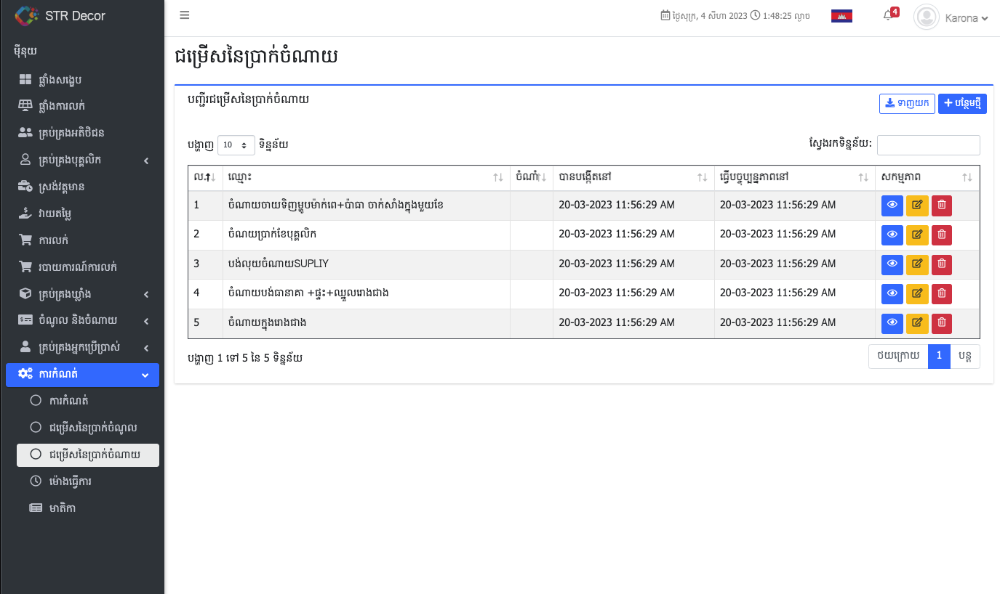 STR Decor
ម៉ឺនុយ
ផ្ទាំងសង្ខេប
ផ្ទាំងការលក់
គ្រប់គ្រងអតិថិជន
គ្រប់គ្រងបុគ្គលិក
ស្រង់វត្តមាន
វាយតម្លៃ
ការលក់
របាយការណ៍ការលក់
គ្រប់គ្រងឃ្លាំង
ចំណូល និងចំណាយ
គ្រប់គ្រងអ្នកប្រើប្រាស់
ការកំណត់
ការកំណត់
ជម្រើសនៃប្រាក់ចំណូល
ជម្រើសនៃប្រាក់ចំណាយ
ម៉ោងធ្វើការ
មាតិកា
ថ្ងៃសុក្រ, 4 សីហា 2023 1:48:25 ល្ងាច 4 Karona
ជម្រើសនៃប្រាក់ចំណាយ
បញ្ជីរជម្រើសនៃប្រាក់ចំណាយ ទាញយក បន្ថែមថ្មី
បង្ហាញ 10 ទិន្នន័យ ស្វែងរកទិន្នន័យ:
ល.រ ឈ្មោះ ចំណាំ បានបង្កើតនៅ ធ្វើបច្ចុប្បន្នភាពនៅ សកម្មភាព
1 ចំណាយចាយទិញម្ហូបម៉ាក់ពេ+ប៉ាធា ចាក់សាំងក្នុងមួយខែ 20-03-2023 11:56:29 AM 20-03-2023 11:56:29 AM
2 ចំណយប្រាក់ខែបុគ្គលិក 20-03-2023 11:56:29 AM 20-03-2023 11:56:29 AM
3 បង់លុយចំណាយSUPLIY 20-03-2023 11:56:29 AM 20-03-2023 11:56:29 AM
4 ចំណាយបង់ធានាគា +ផ្ទះ+ឈ្នួលរោងជាង 20-03-2023 11:56:29 AM 20-03-2023 11:56:29 AM
5 ចំណាយក្នុងរោងជាង 20-03-2023 11:56:29 AM 20-03-2023 11:56:29 AM
បង្ហាញ 1 ទៅ 5 នៃ 5 ទិន្នន័យ ថយក្រោយ 1 បន្ត